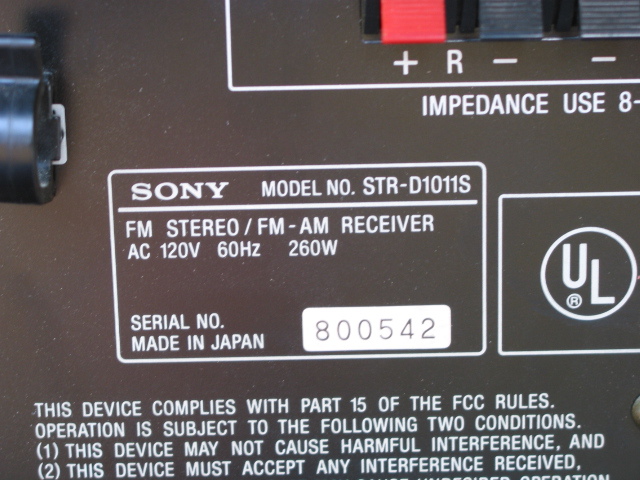 + R - -
IMPEDANCE USE 8-
SONY MODEL NO. STR-D1011S
FM STEREO / FM-AM RECEIVER
AC 120V 60Hz 260W
SERIAL NO. 800542
MADE IN JAPAN
UL
®
THIS DEVICE COMPLIES WITH PART 15 OF THE FCC RULES.
OPERATION IS SUBJECT TO THE FOLLOWING TWO CONDITIONS.
(1) THIS DEVICE MAY NOT CAUSE HARMFUL INTERFERENCE, AND
(2) THIS DEVICE MUST ACCEPT ANY INTERFERENCE RECEIVED,
CAUSE UNDESIRED OPERATION